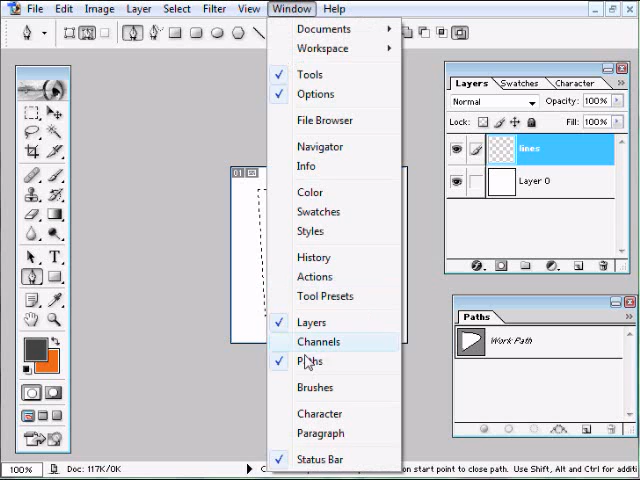 File Edit Image Layer Select Filter View Window Help
Documents
Workspace
Tools
Options
File Browser
Navigator
Info
Color
Swatches
Styles
History
Actions
Tool Presets
Layers
Channels
Paths
Brushes
Character
Paragraph
Status Bar
Layers Swatches Character
Normal Opacity: 100%
Lock: Fill: 100%
lines
Layer 0
Paths
Work Path
01
100% Doc: 117K/0K
on start point to close path. Use Shift, Alt and Ctrl for additi